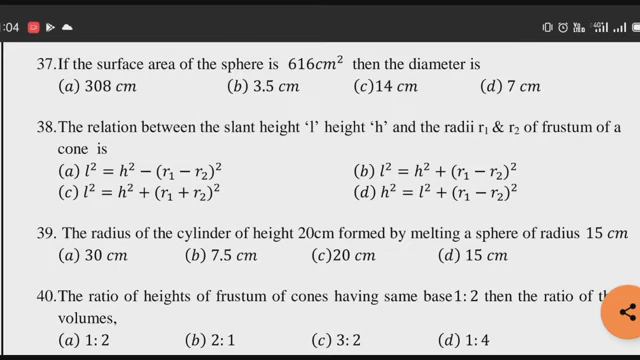 1:04
37.If the surface area of the sphere is 616cm² then the diameter is
(a) 308 cm (b) 3.5 cm (c)14 cm (d) 7 cm
38.The relation between the slant height ‘l’ height ‘h’ and the radii r₁ & r₂ of frustum of a
cone is
(a) l² = h² − (r₁ − r₂)² (b) l² = h² + (r₁ − r₂)²
(c) l² = h² + (r₁ + r₂)² (d) h² = l² + (r₁ − r₂)²
39. The radius of the cylinder of height 20cm formed by melting a sphere of radius 15 cm
(a) 30 cm (b) 7.5 cm (c)20 cm (d) 15 cm
40.The ratio of heights of frustum of cones having same base1: 2 then the ratio of
volumes,
(a) 1: 2 (b) 2: 1 (c) 3: 2 (d) 1: 4